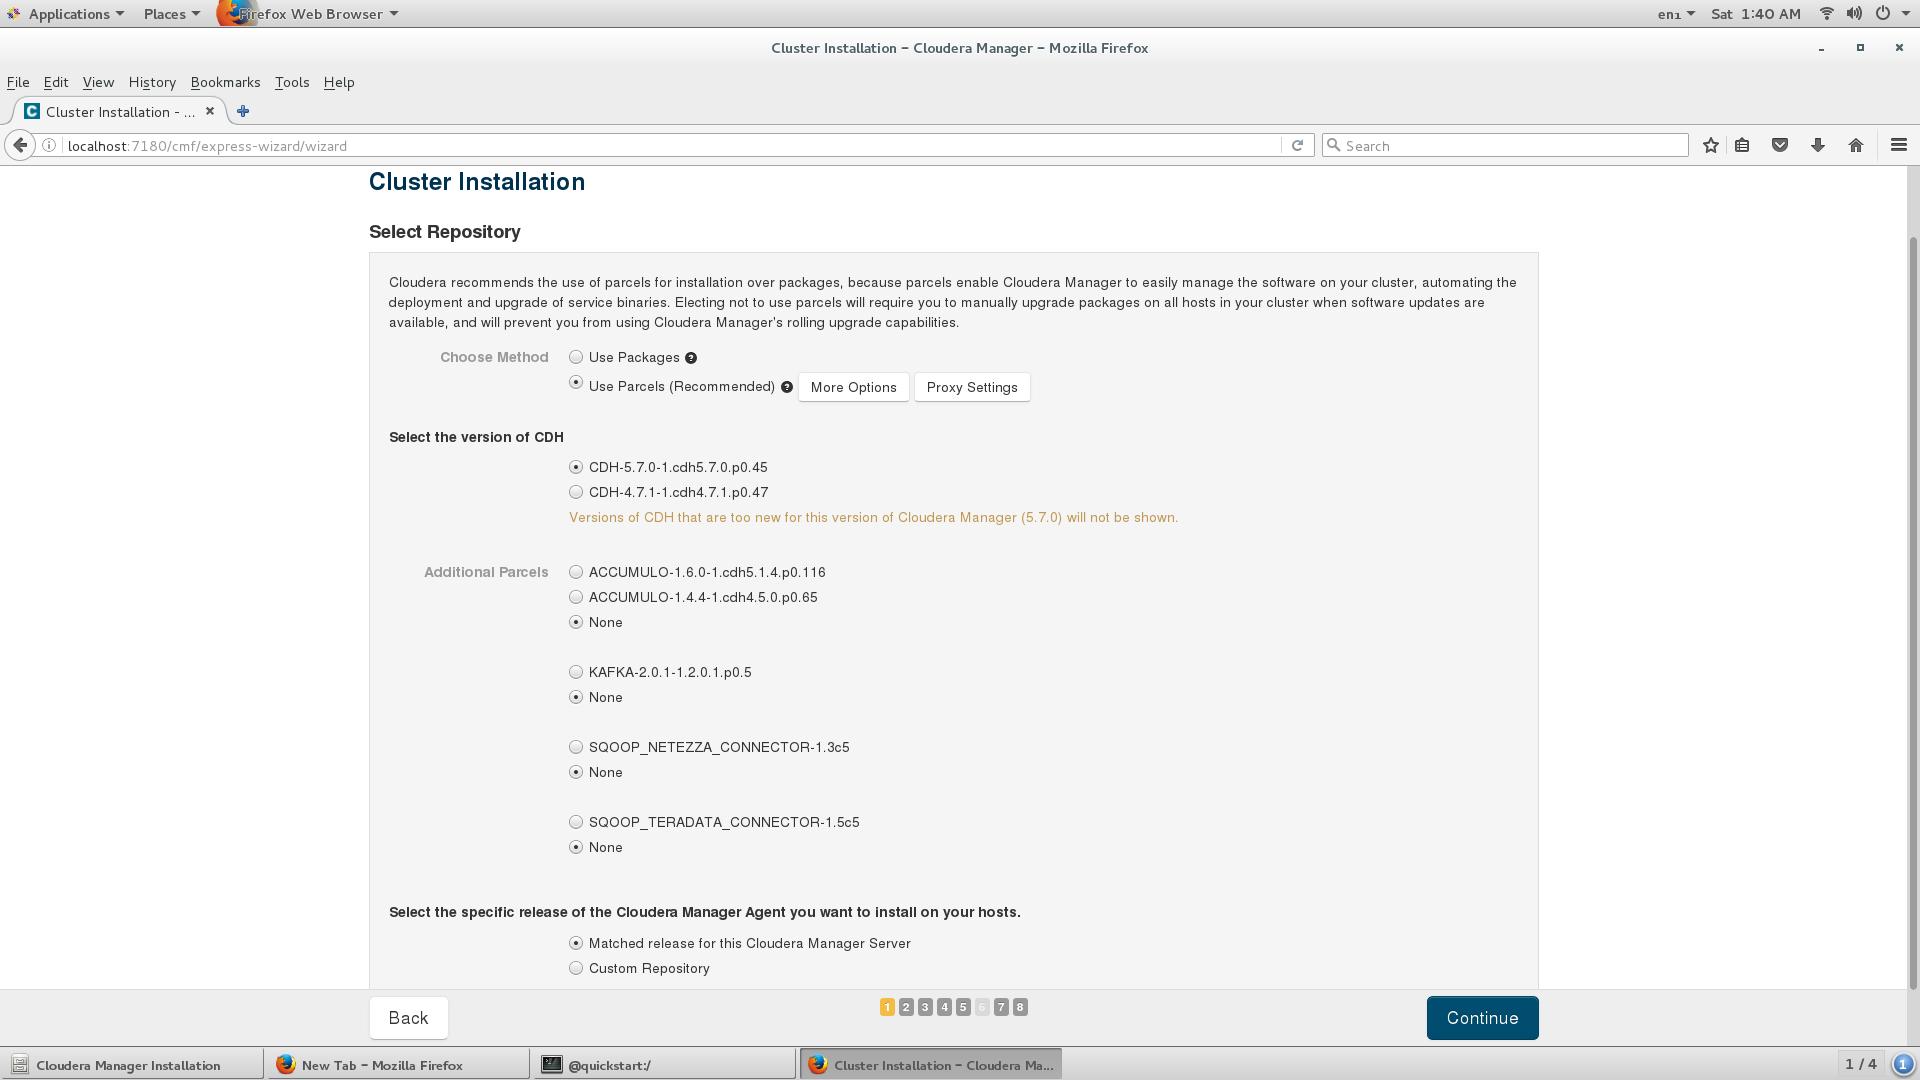 Applications Places Firefox Web Browser en1 Sat 1:40 AM
Cluster Installation - Cloudera Manager - Mozilla Firefox
File Edit View History Bookmarks Tools Help
Cluster Installation - ...
localhost:7180/cmf/express-wizard/wizard Search
Cluster Installation
Select Repository
Cloudera recommends the use of parcels for installation over packages, because parcels enable Cloudera Manager to easily manage the software on your cluster, automating the
deployment and upgrade of service binaries. Electing not to use parcels will require you to manually upgrade packages on all hosts in your cluster when software updates are
available, and will prevent you from using Cloudera Manager's rolling upgrade capabilities.
Choose Method Use Packages ?
Use Parcels (Recommended) ? More Options Proxy Settings
Select the version of CDH
CDH-5.7.0-1.cdh5.7.0.p0.45
CDH-4.7.1-1.cdh4.7.1.p0.47
Versions of CDH that are too new for this version of Cloudera Manager (5.7.0) will not be shown.
Additional Parcels ACCUMULO-1.6.0-1.cdh5.1.4.p0.116
ACCUMULO-1.4.4-1.cdh4.5.0.p0.65
None
KAFKA-2.0.1-1.2.0.1.p0.5
None
SQOOP_NETEZZA_CONNECTOR-1.3c5
None
SQOOP_TERADATA_CONNECTOR-1.5c5
None
Select the specific release of the Cloudera Manager Agent you want to install on your hosts.
Matched release for this Cloudera Manager Server
Custom Repository
Back 1 2 3 4 5 6 7 8 Continue
Cloudera Manager Installation New Tab - Mozilla Firefox @quickstart:/ Cluster Installation - Cloudera Ma... 1 / 4 1